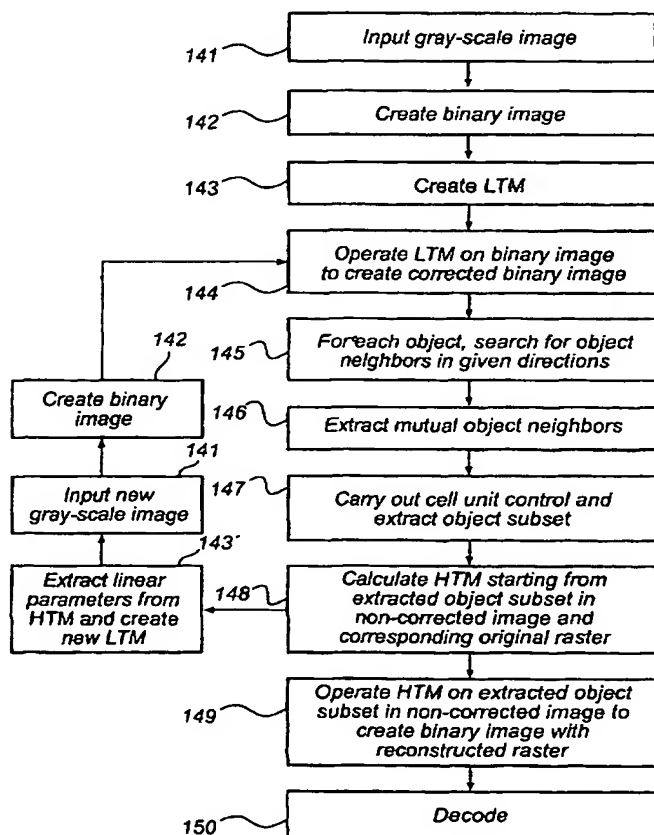 141
Input gray-scale image
142
Create binary image
143
Create LTM
144
Operate LTM on binary image
to create corrected binary image
145
For each object, search for object
neighbors in given directions
146
Extract mutual object neighbors
147
Carry out cell unit control and
extract object subset
148
Calculate HTM starting from
extracted object subset in
non-corrected image and
corresponding original raster
149
Operate HTM on extracted object
subset in non-corrected image to
create binary image with
reconstructed raster
150
Decode
142
Create binary
image
141
Input new
gray-scale image
143'
Extract linear
parameters from
HTM and create
new LTM